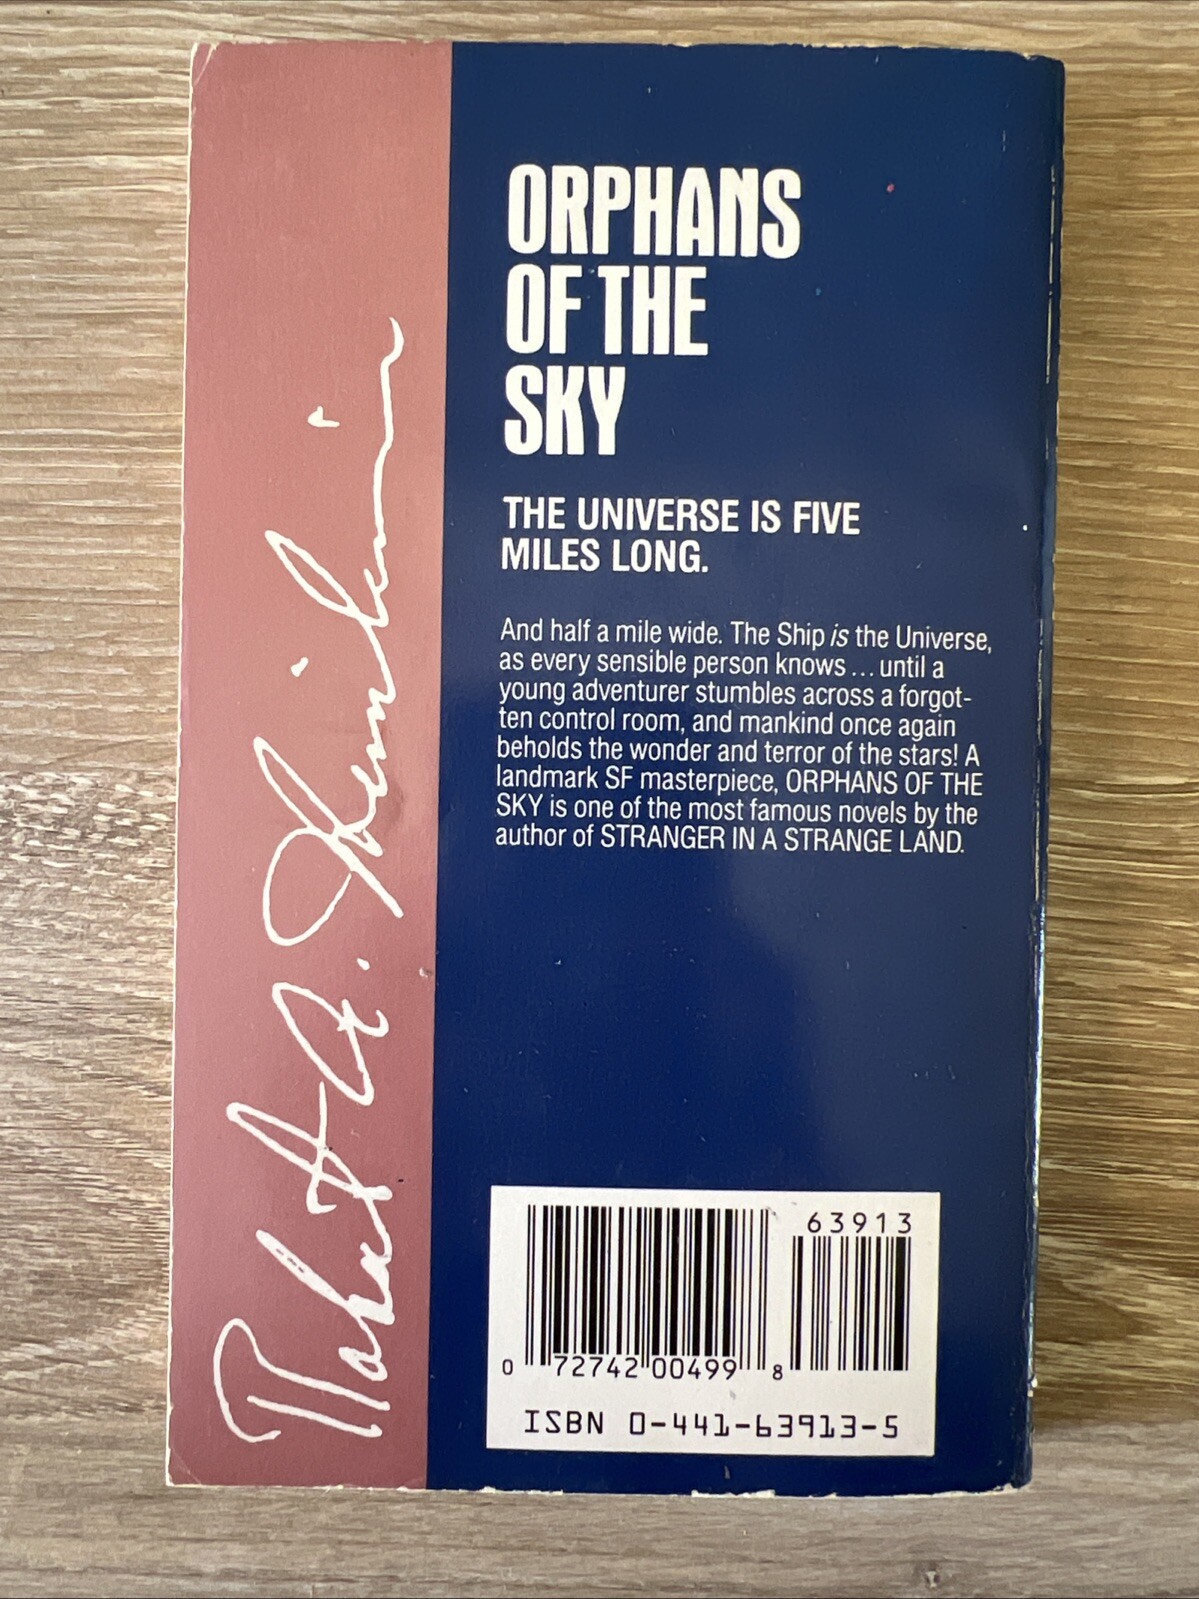 ORPHANS
OF THE
SKY
THE UNIVERSE IS FIVE
MILES LONG.
And half a mile wide. The Ship is the Universe,
as every sensible person knows ... until a
young adventurer stumbles across a forgot-
ten control room, and mankind once again
beholds the wonder and terror of the stars! A
landmark SF masterpiece, ORPHANS OF THE
SKY is one of the most famous novels by the
author of STRANGER IN A STRANGE LAND.
Robert A. Heinlein
63913
0 72742 00499 8
ISBN 0-441-63913-5